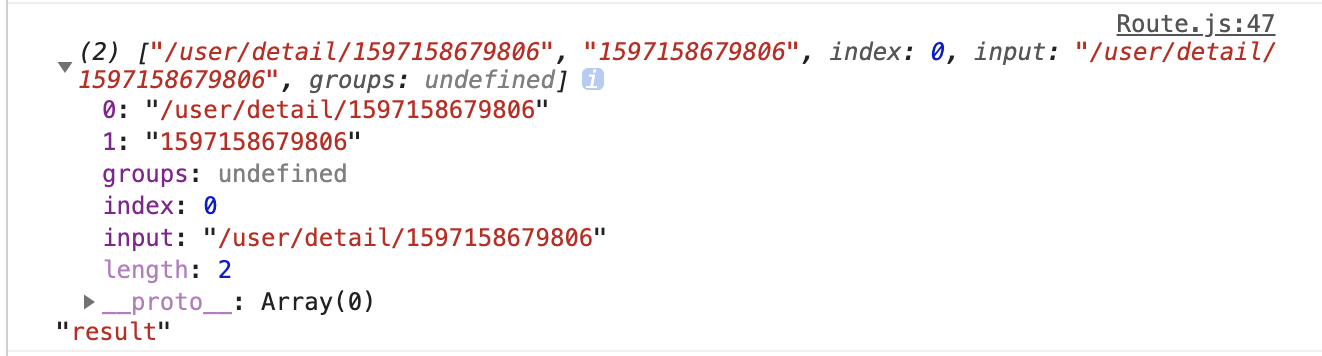 Route.js:47
(2) ["/user/detail/1597158679806", "1597158679806", index: 0, input: "/user/detail/
1597158679806", groups: undefined] i
0: "/user/detail/1597158679806"
1: "1597158679806"
groups: undefined
index: 0
input: "/user/detail/1597158679806"
length: 2
__proto__: Array(0)
"result"